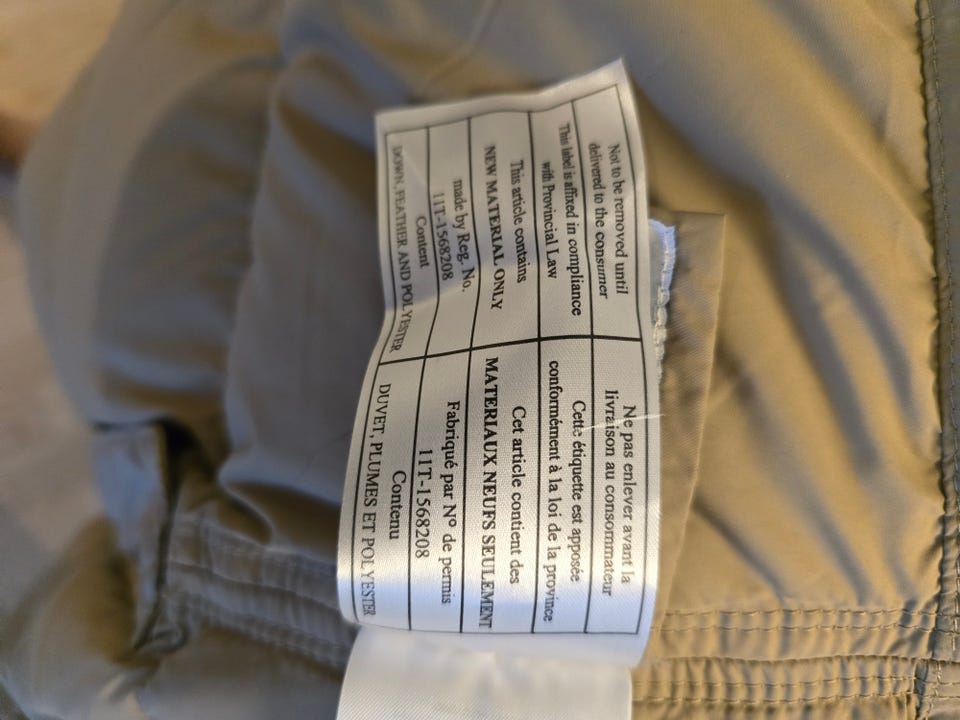 Not to be removed until
delivered to the consumer
This label is affixed in compliance
with Provincial Law
This article contains
NEW MATERIAL ONLY
made by Reg. No.
11T-1568208
Content
DOWN, FEATHER AND POLYESTER
Ne pas enlever avant la
livraison au consommateur
Cette étiquette est apposée
conformément à la loi de la province
Cet article contient des
MATERIAUX NEUFS SEULEMENT
Fabriqué par N° de permis
11T-1568208
Contenu
DUVET, PLUMES ET POLYESTER